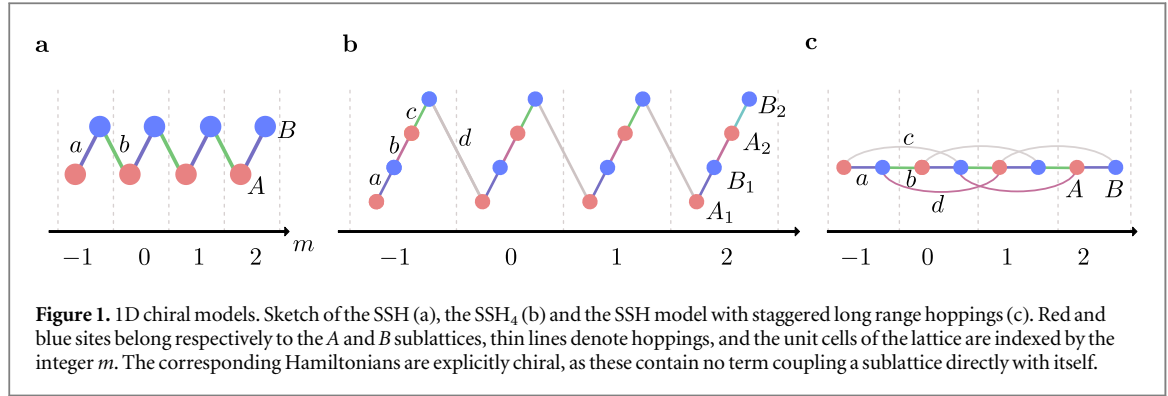 a
b
c
a
b
B
A
m
−1 0 1 2
a
b
c
d
B₂
A₂
B₁
A₁
−1 0 1 2
c
a
b
d
A
B
−1 0 1 2
Figure 1. 1D chiral models. Sketch of the SSH (a), the SSH₄ (b) and the SSH model with staggered long range hoppings (c). Red and
blue sites belong respectively to the A and B sublattices, thin lines denote hoppings, and the unit cells of the lattice are indexed by the
integer m. The corresponding Hamiltonians are explicitly chiral, as these contain no term coupling a sublattice directly with itself.